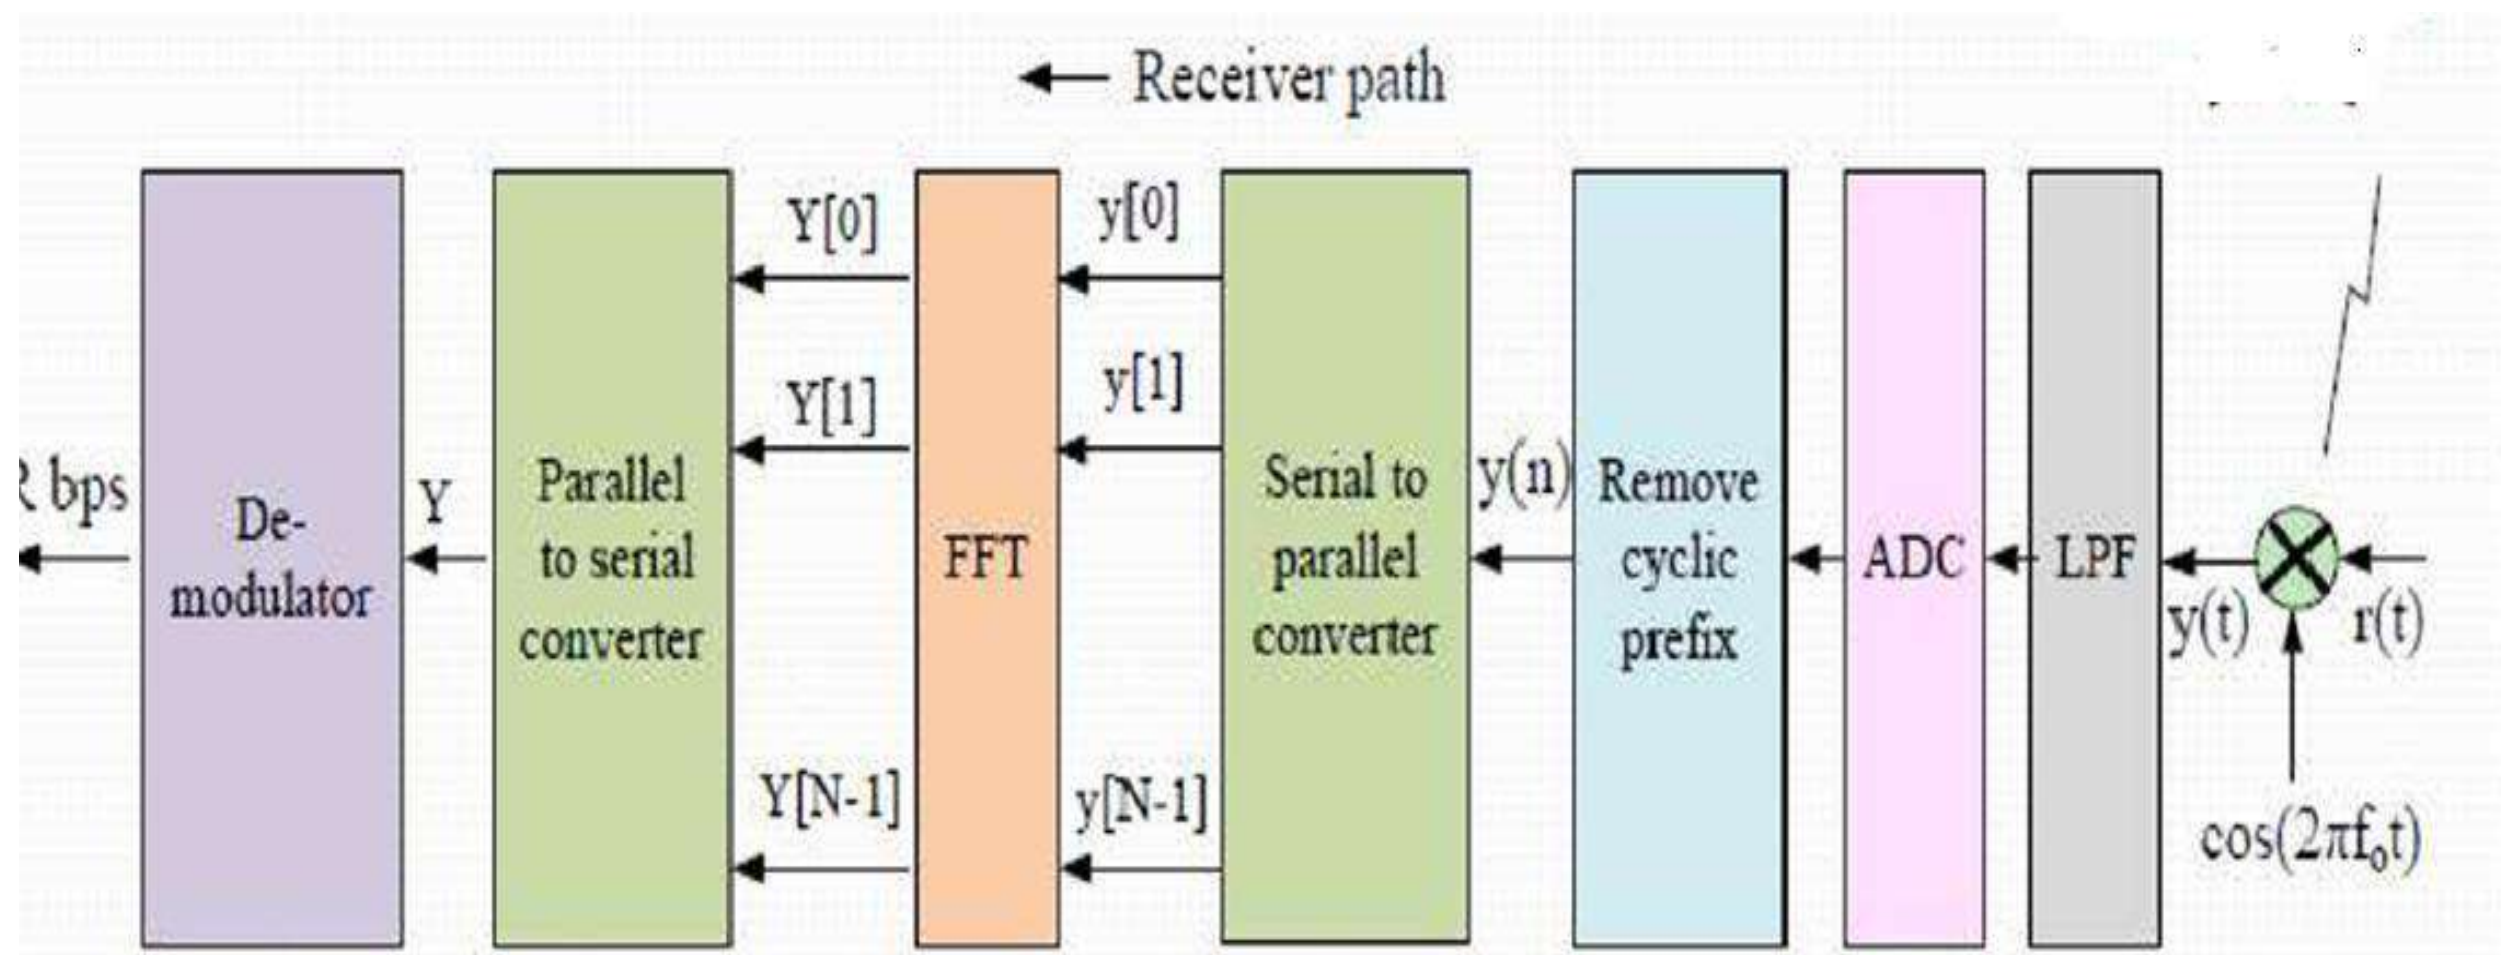 Receiver path
R bps
De-
modulator
Y
Parallel
to serial
converter
Y[0]
Y[1]
Y[N-1]
FFT
y[0]
y[1]
y[N-1]
Serial to
parallel
converter
y(n)
Remove
cyclic
prefix
ADC
LPF
y(t)
r(t)
cos(2πf₀t)